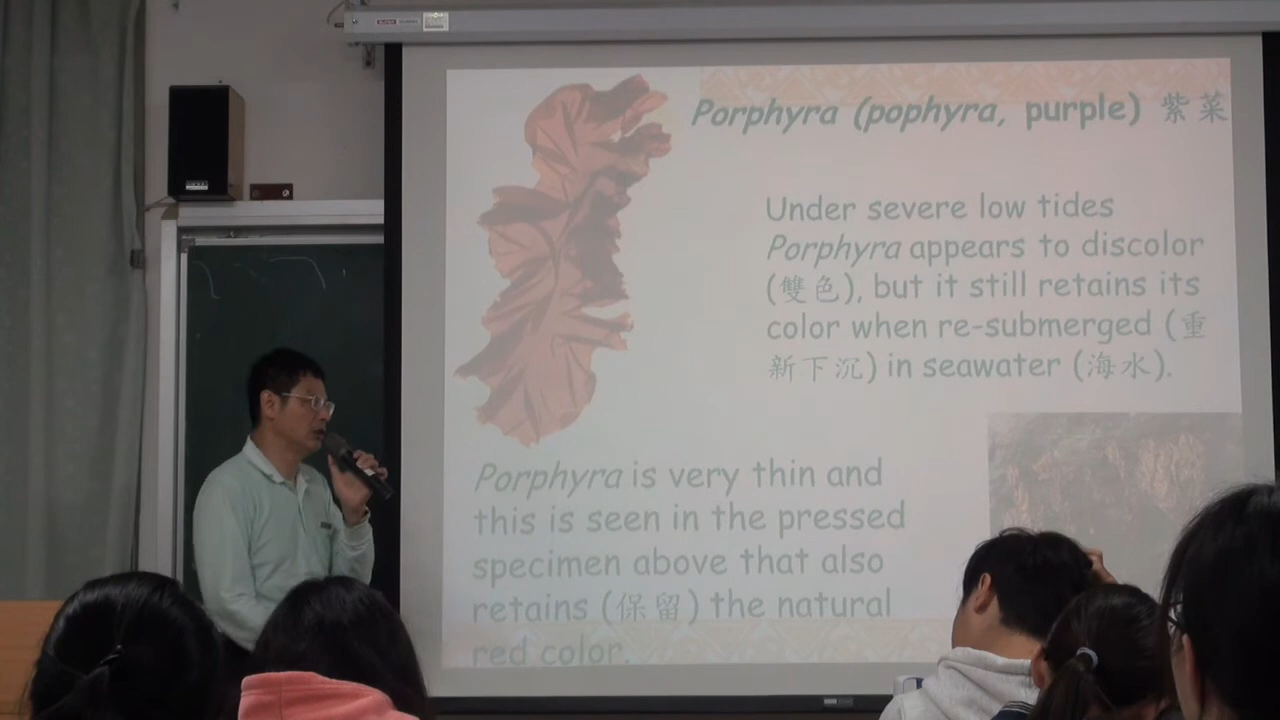 Porphyra (pophyra, purple) 紫菜
Under severe low tides
Porphyra appears to discolor
(雙色), but it still retains its
color when re-submerged (重
新下沉) in seawater (海水).
Porphyra is very thin and
this is seen in the pressed
specimen above that also
retains (保留) the natural
red color.